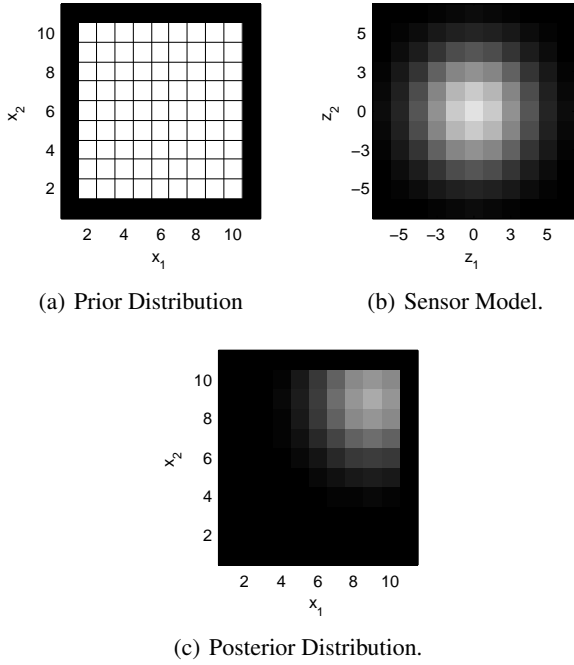 10
8
6
4
2
x2
2 4 6 8 10
x1
(a) Prior Distribution
5
3
0
−3
−5
z2
−5 −3 0 3 5
z1
(b) Sensor Model.
10
8
6
4
2
x2
2 4 6 8 10
x1
(c) Posterior Distribution.